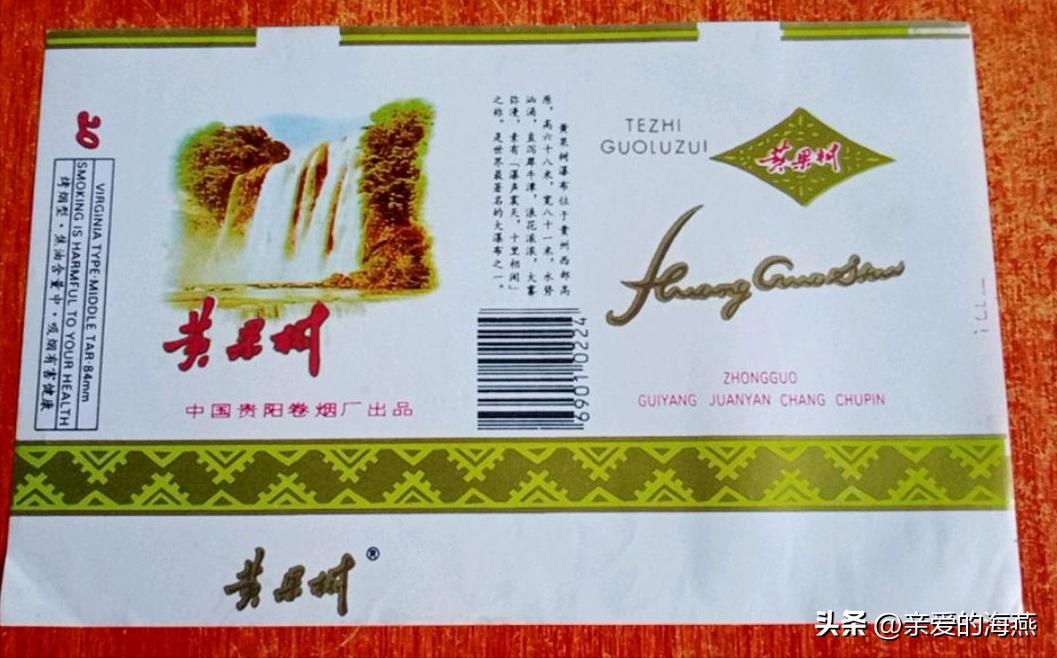 20
VIRGINIA TYPE·MIDDLE TAR·84mm
SMOKING IS HARMFUL TO YOUR HEALTH
烤烟型·焦油含量中·吸烟有害健康
黄果树
中国贵阳卷烟厂出品
黄果树瀑布位于贵州西部高
原，高六十八米，宽八十一米，水势
汹涌，直泻犀牛潭，浪花滚滚，大雾
弥漫，素有「瀑声震天，十里相闻」
之称。是世界最著名的大瀑布之一。
69010224
TEZHI
GUOLUZUI
黄果树
Huang Guo Shu
ZHONGGUO
GUIYANG JUANYAN CHANG CHUPIN
黄果树®
头条 @亲爱的海燕